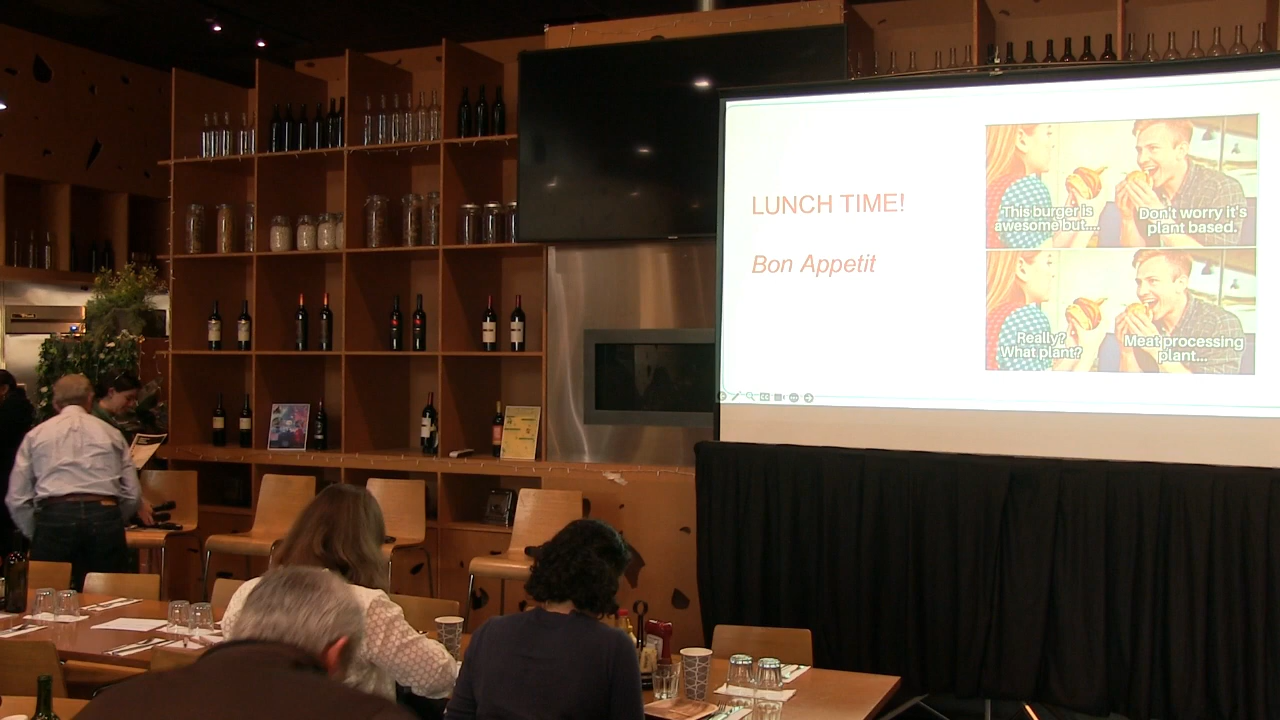 LUNCH TIME!
Bon Appetit
This burger is
awesome but....
Don't worry it's
plant based.
Really?
What plant?
Meat processing
plant...